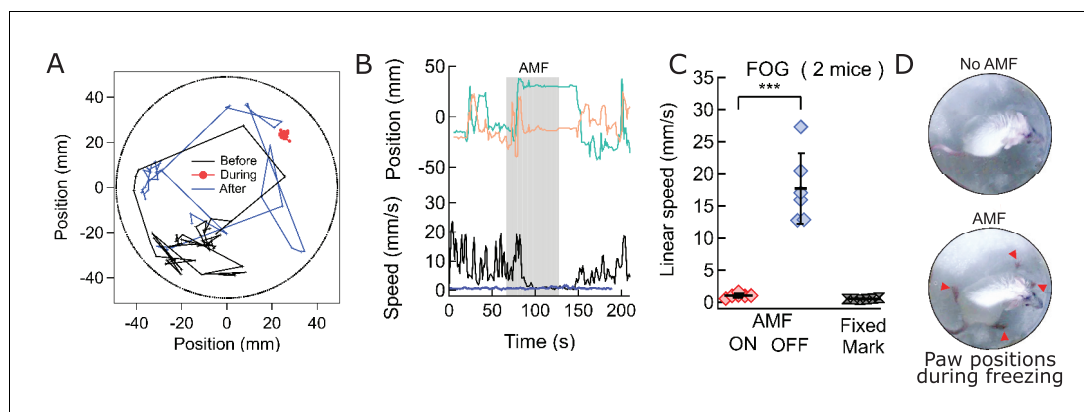 A
Position (mm)
40
20
0
-20
-40
-40
-20
0
20
40
Position (mm)
Before
During
After
B
AMF
Position (mm)
50
0
-50
Speed (mm/s)
30
20
10
0
0
50
100
150
200
Time (s)
C
FOG ( 2 mice )
***
Linear speed (mm/s)
35
30
25
20
15
10
5
0
AMF
ON OFF
Fixed
Mark
D
No AMF
AMF
Paw positions
during freezing